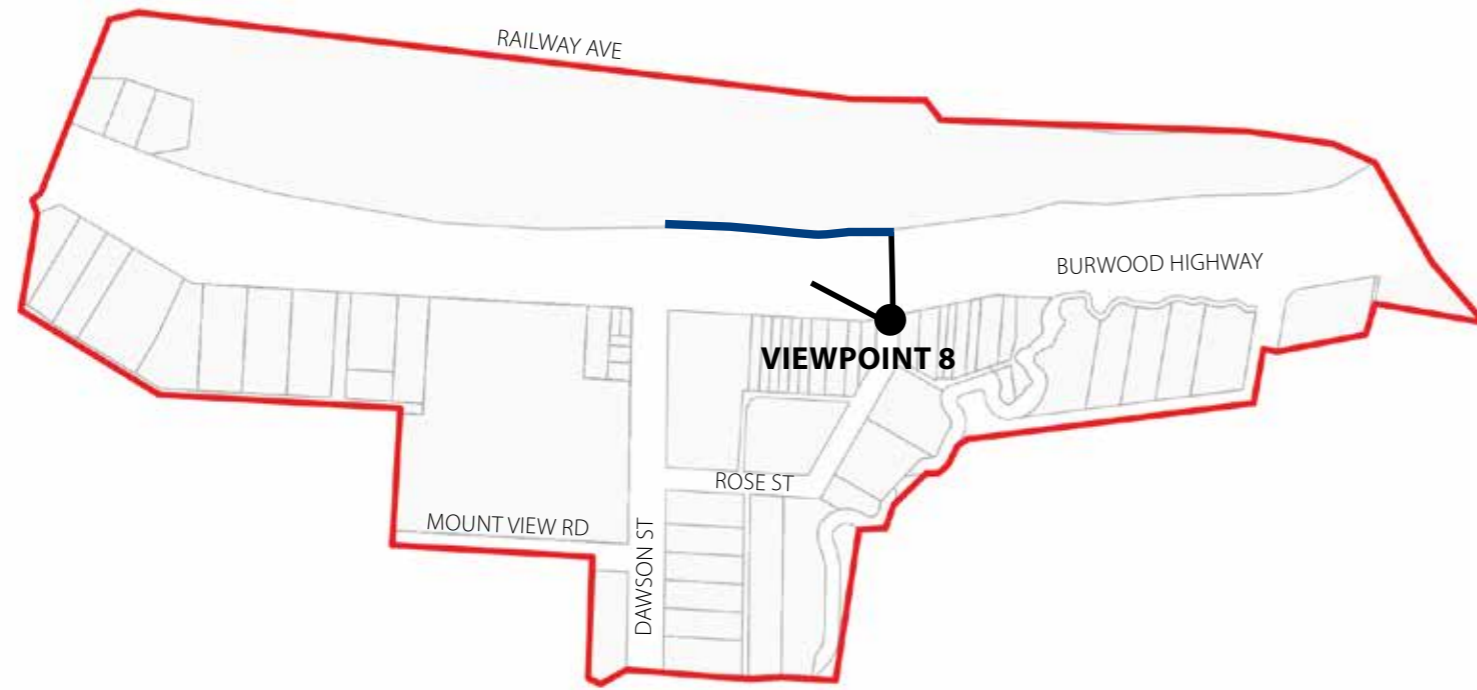 RAILWAY AVE
BURWOOD HIGHWAY
VIEWPOINT 8
ROSE ST
MOUNT VIEW RD
DAWSON ST